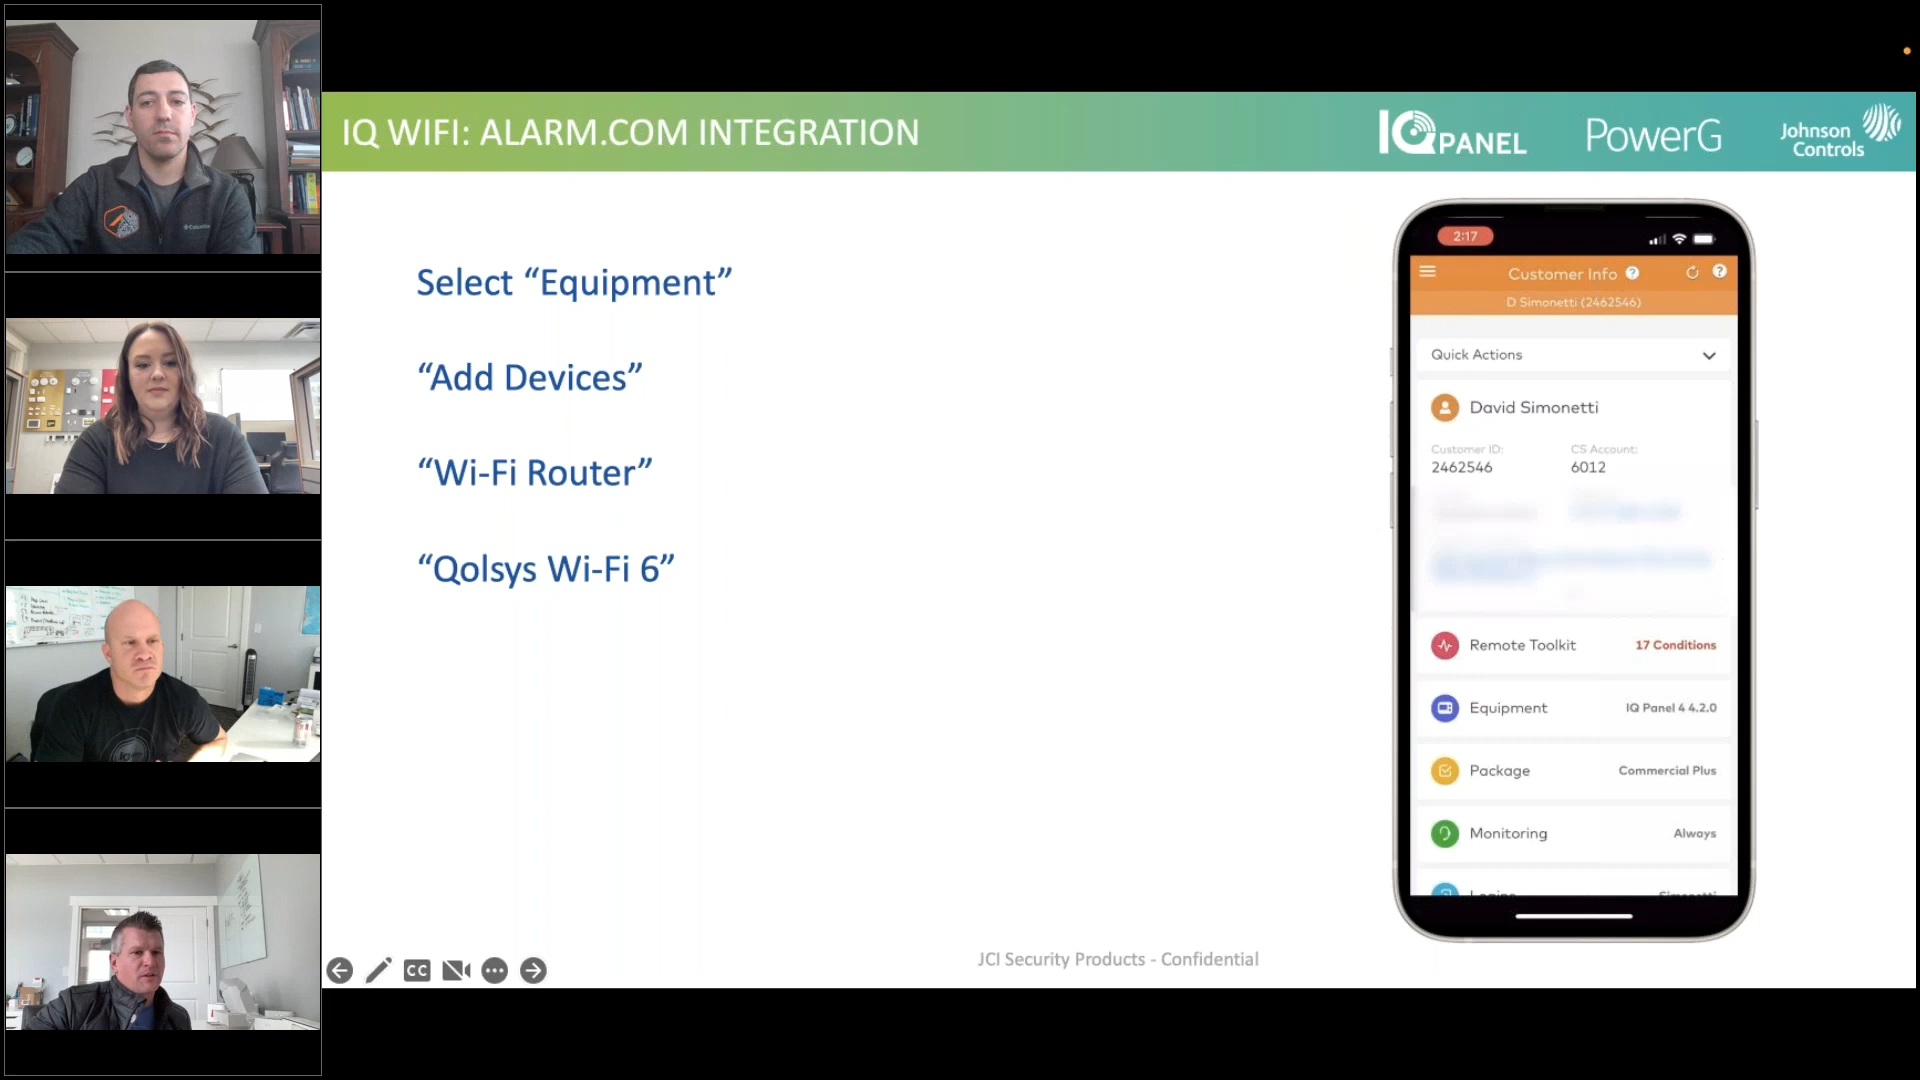 IQ WIFI: ALARM.COM INTEGRATION
IQ PANEL
PowerG
Johnson
Controls
Select “Equipment”
“Add Devices”
“Wi-Fi Router”
“Qolsys Wi-Fi 6”
2:17
Customer Info ?
?
D Simonetti (2462546)
Quick Actions
David Simonetti
Customer ID:
CS Account:
2462546
6012
Remote Toolkit
17 Conditions
Equipment
IQ Panel 4 4.2.0
Package
Commercial Plus
Monitoring
Always
Logins
Simonetti
CC
JCI Security Products - Confidential
Columbia